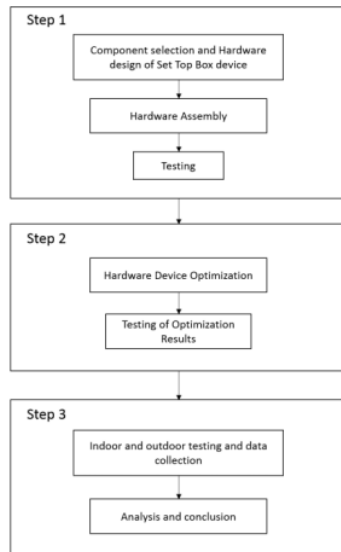 Step 1
Component selection and Hardware
design of Set Top Box device
Hardware Assembly
Testing
Step 2
Hardware Device Optimization
Testing of Optimization
Results
Step 3
Indoor and outdoor testing and data
collection
Analysis and conclusion